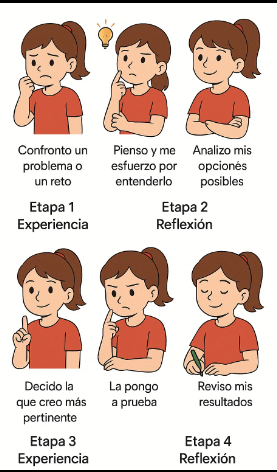 Confronto un
problema o
un reto
Pienso y me
esfuerzo por
entenderlo
Analizo mis
opcionés
posibles
Etapa 1
Experiencia
Etapa 2
Reflexión
Decido la
que creo más
pertinente
La pongo
a prueba
Reviso mis
resultados
Etapa 3
Experiencia
Etapa 4
Reflexión